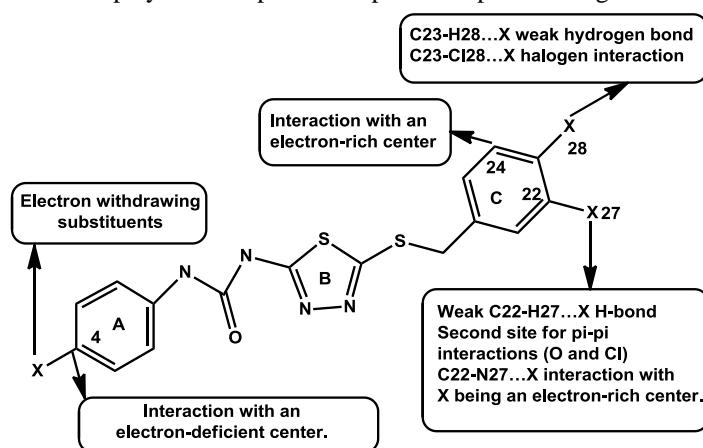 C23-H28...X weak hydrogen bond
C23-Cl28...X halogen interaction
Interaction with an
electron-rich center
X
28
24
C
22
X 27
Electron withdrawing
substituents
S
S
N
N
B
N
N
O
A
4
X
Weak C22-H27...X H-bond
Second site for pi-pi
interactions (O and Cl)
C22-N27...X interaction with
X being an electron-rich center.
Interaction with an
electron-deficient center.